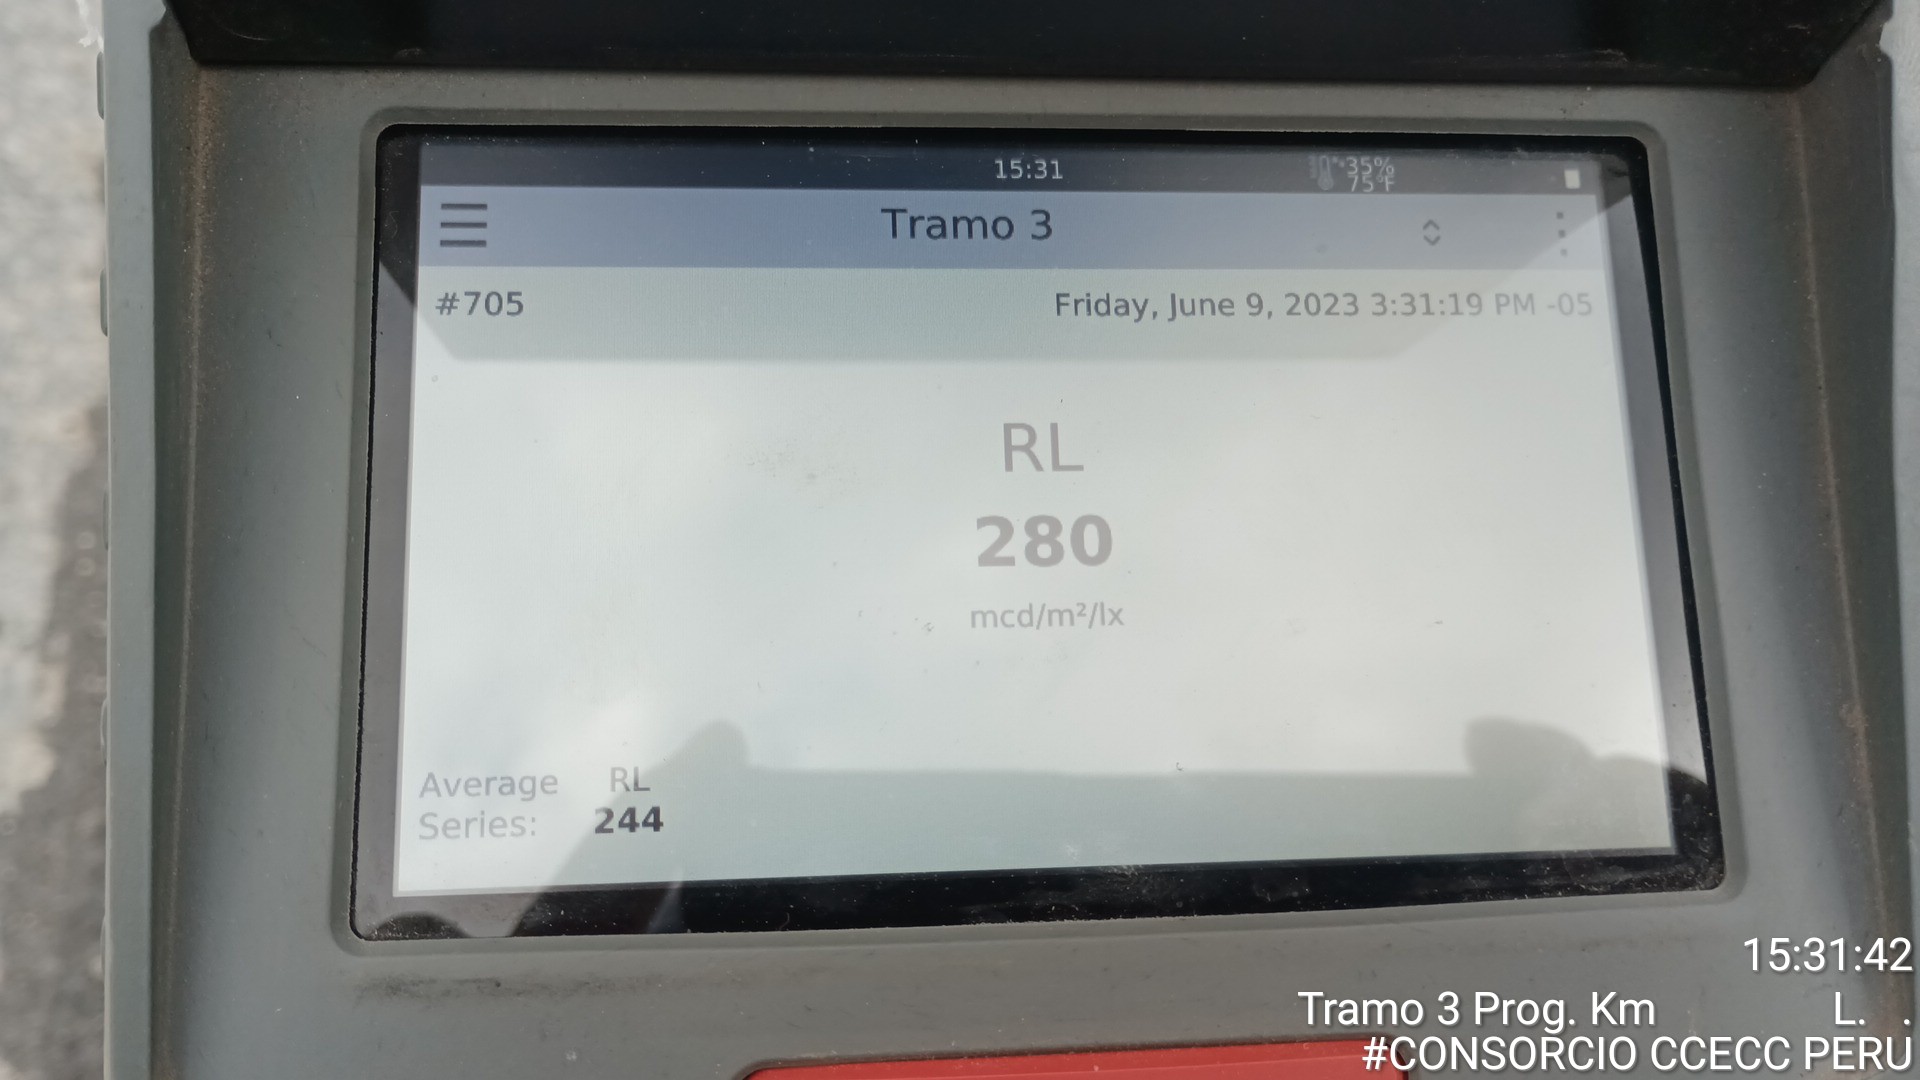 15:31
35%
75°F
Tramo 3
#705
Friday, June 9, 2023 3:31:19 PM -05
RL
280
mcd/m²/lx
Average RL
Series: 244
15:31:42
Tramo 3 Prog. Km L. .
#CONSORCIO CCECC PERU